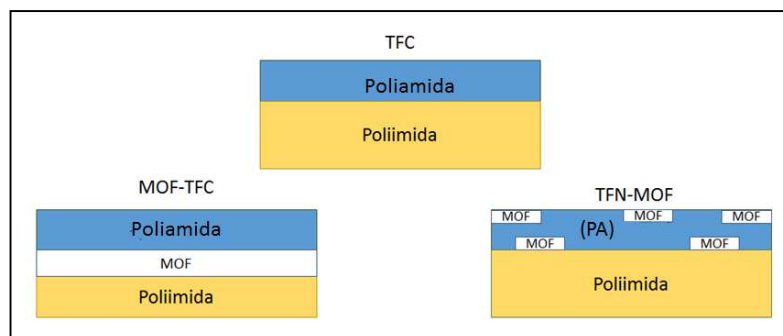 TFC
Poliamida
Poliimida
MOF-TFC
Poliamida
MOF
Poliimida
TFN-MOF
MOF MOF MOF
(PA)
MOF MOF
Poliimida